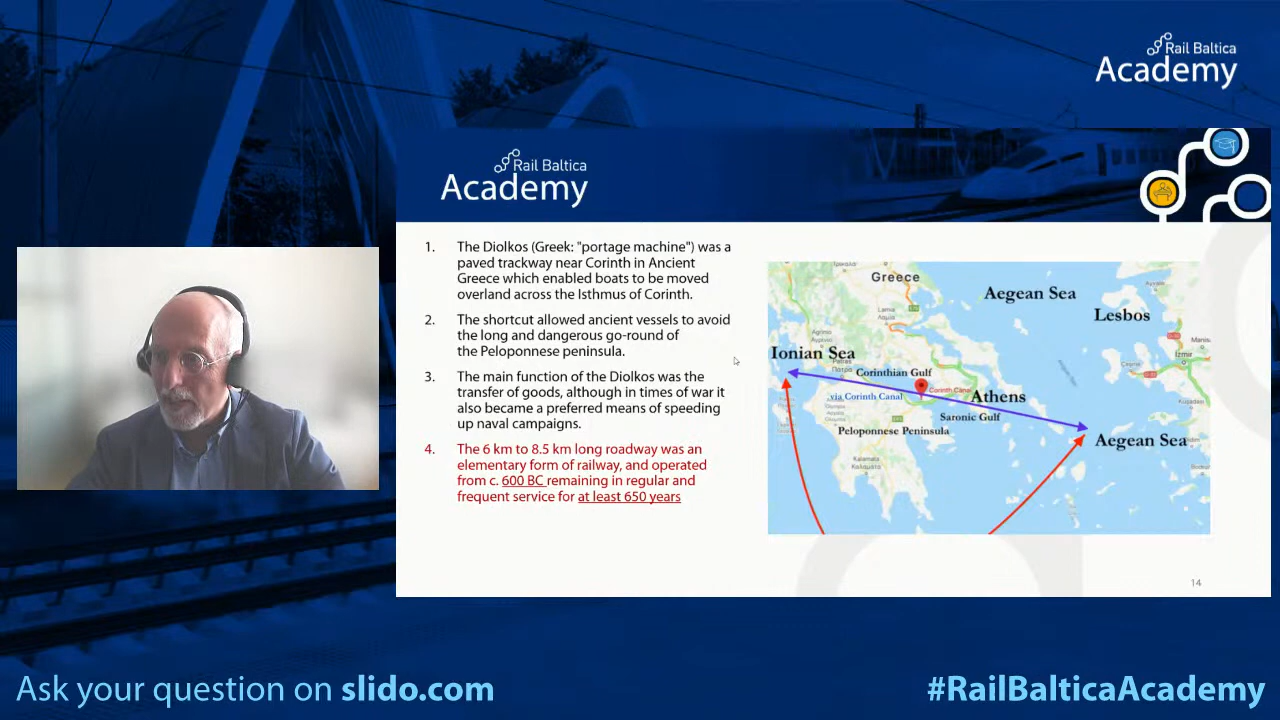 Rail Baltica
Academy
Rail Baltica
Academy
1. The Diolkos (Greek: "portage machine") was a
paved trackway near Corinth in Ancient
Greece which enabled boats to be moved
overland across the Isthmus of Corinth.
2. The shortcut allowed ancient vessels to avoid
the long and dangerous go-round of
the Peloponnese peninsula.
3. The main function of the Diolkos was the
transfer of goods, although in times of war it
also became a preferred means of speeding
up naval campaigns.
4. The 6 km to 8.5 km long roadway was an
elementary form of railway, and operated
from c. 600 BC remaining in regular and
frequent service for at least 650 years
Greece
Aegean Sea
Lesbos
Lamia
Izmir
Ionian Sea
Corinthian Gulf
Corinth Canal
via Corinth Canal
Athens
Saronic Gulf
Peloponnese Peninsula
Aegean Sea
Kalamata
Καλαμάτα
14
Ask your question on slido.com
#RailBalticaAcademy